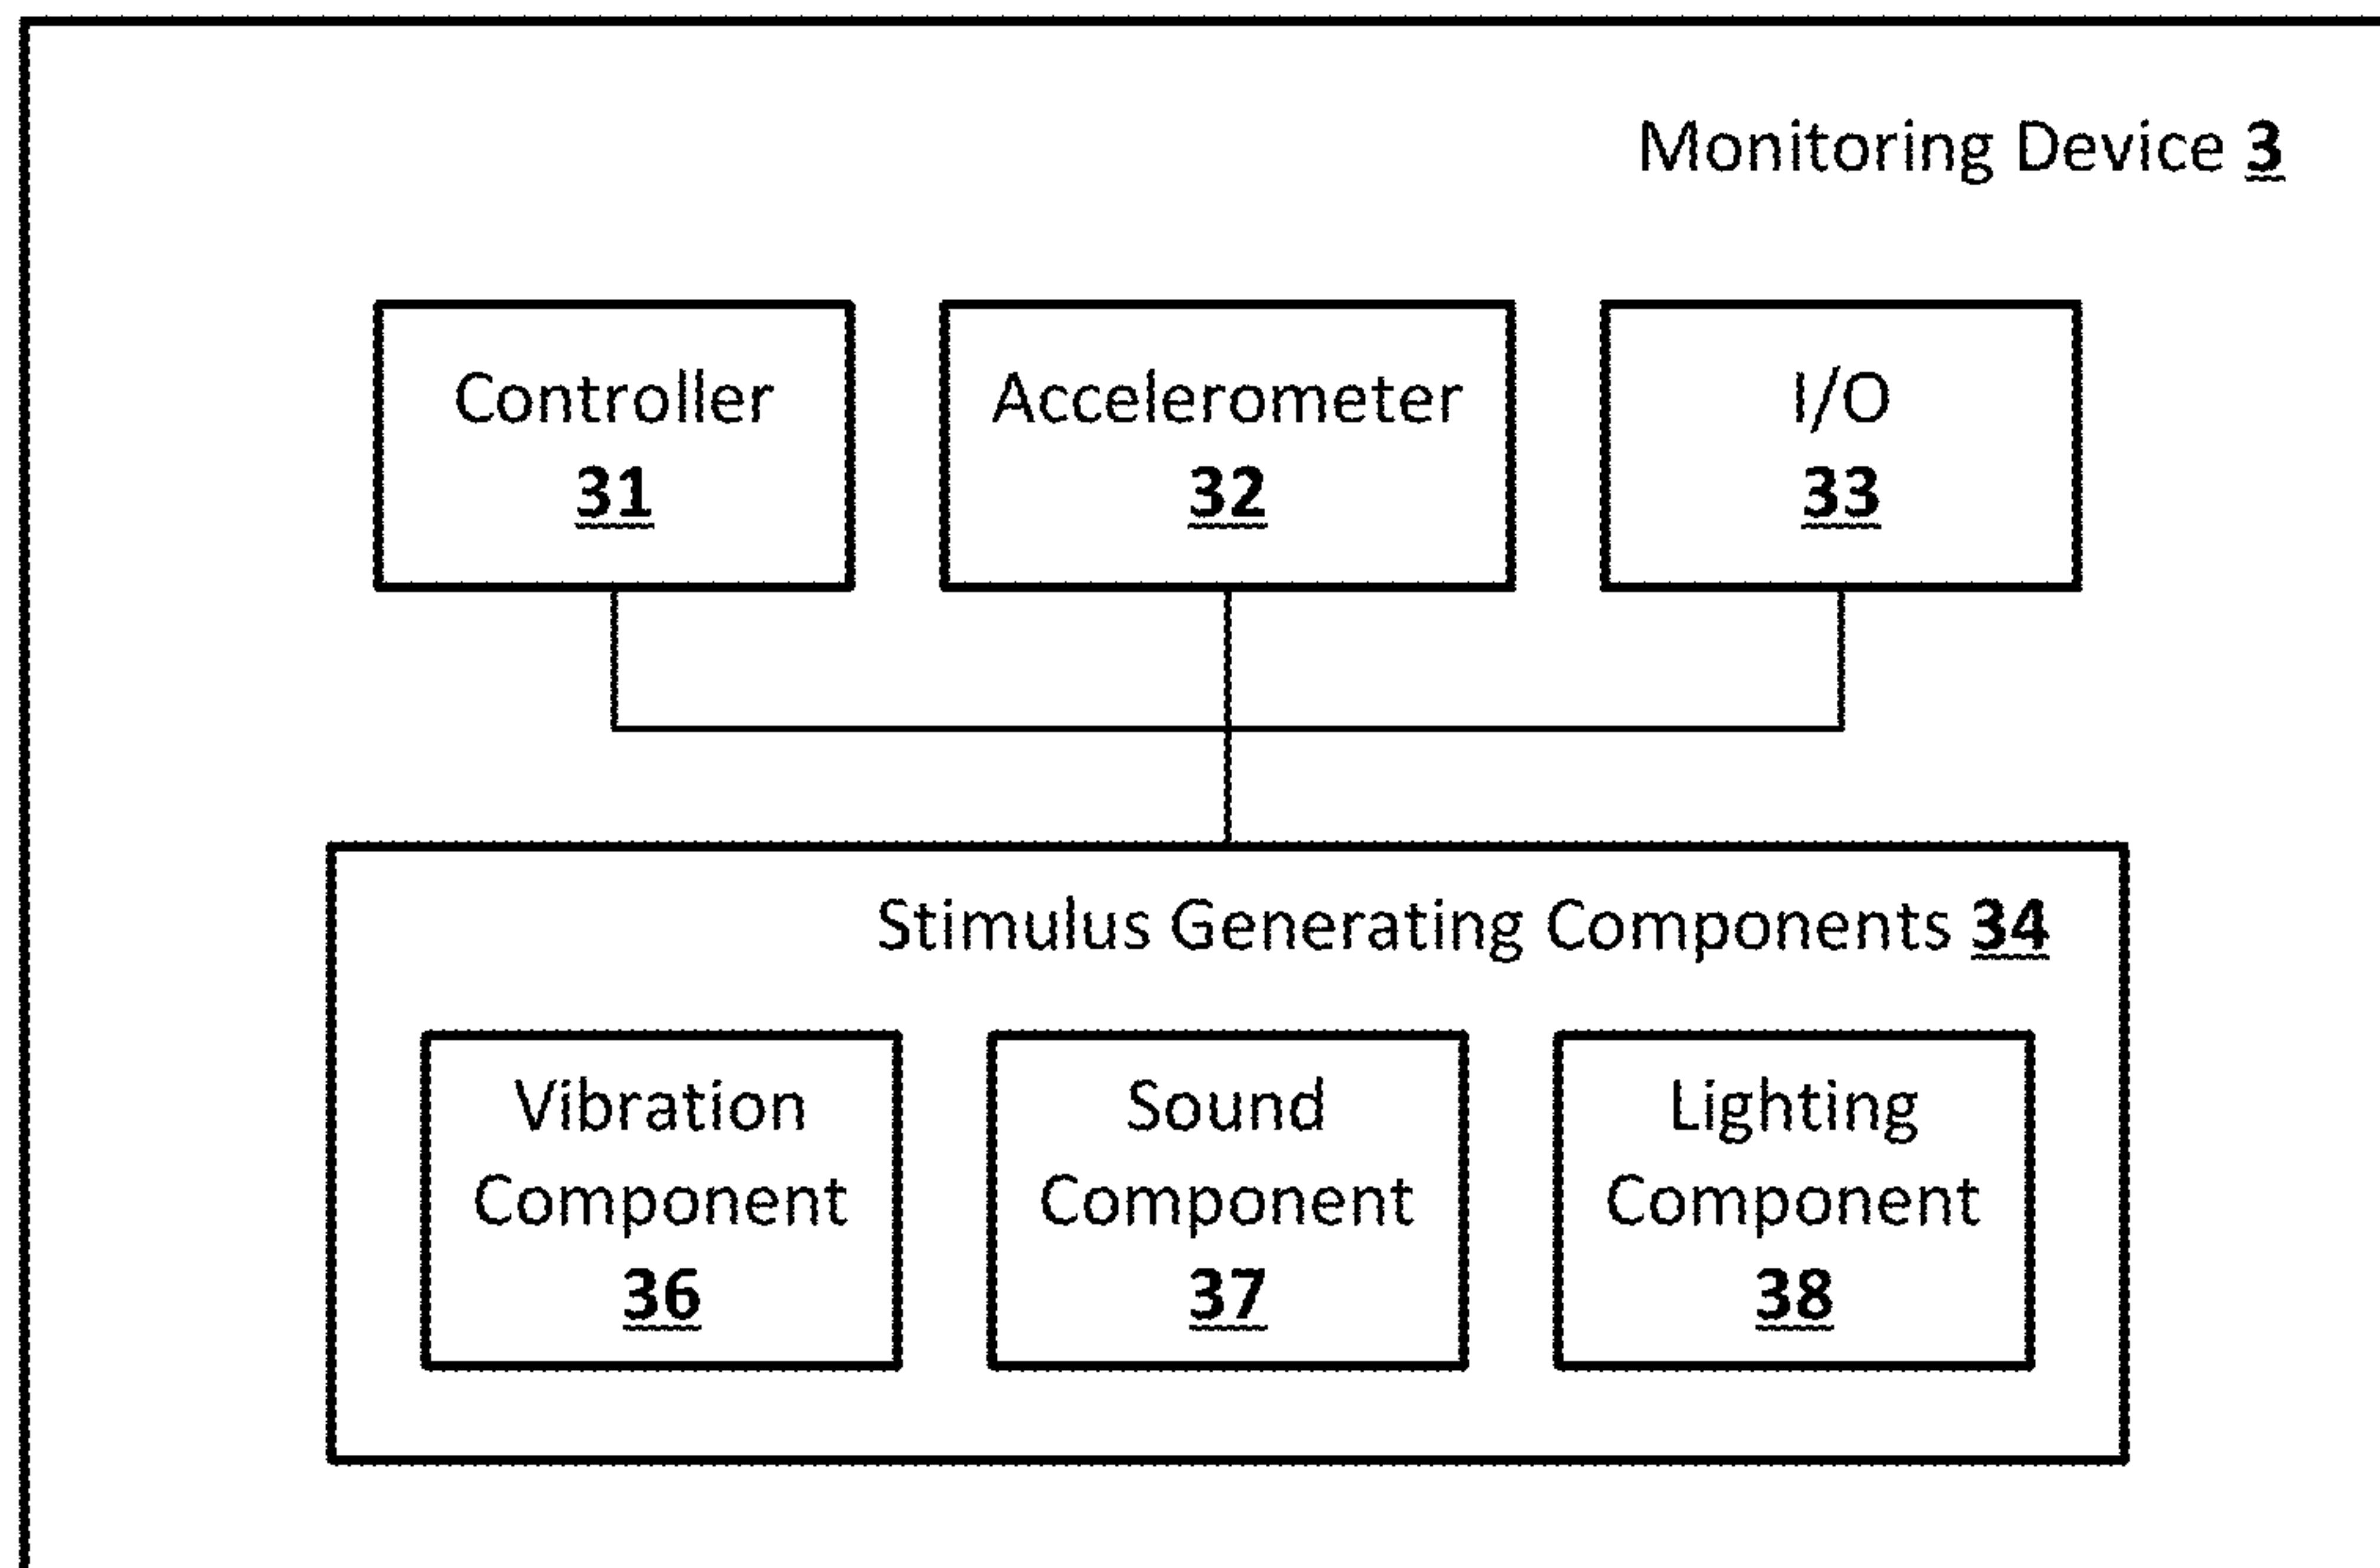 Monitoring Device 3
Controller
31
Accelerometer
32
I/O
33
Stimulus Generating Components 34
Vibration
Component
36
Sound
Component
37
Lighting
Component
38